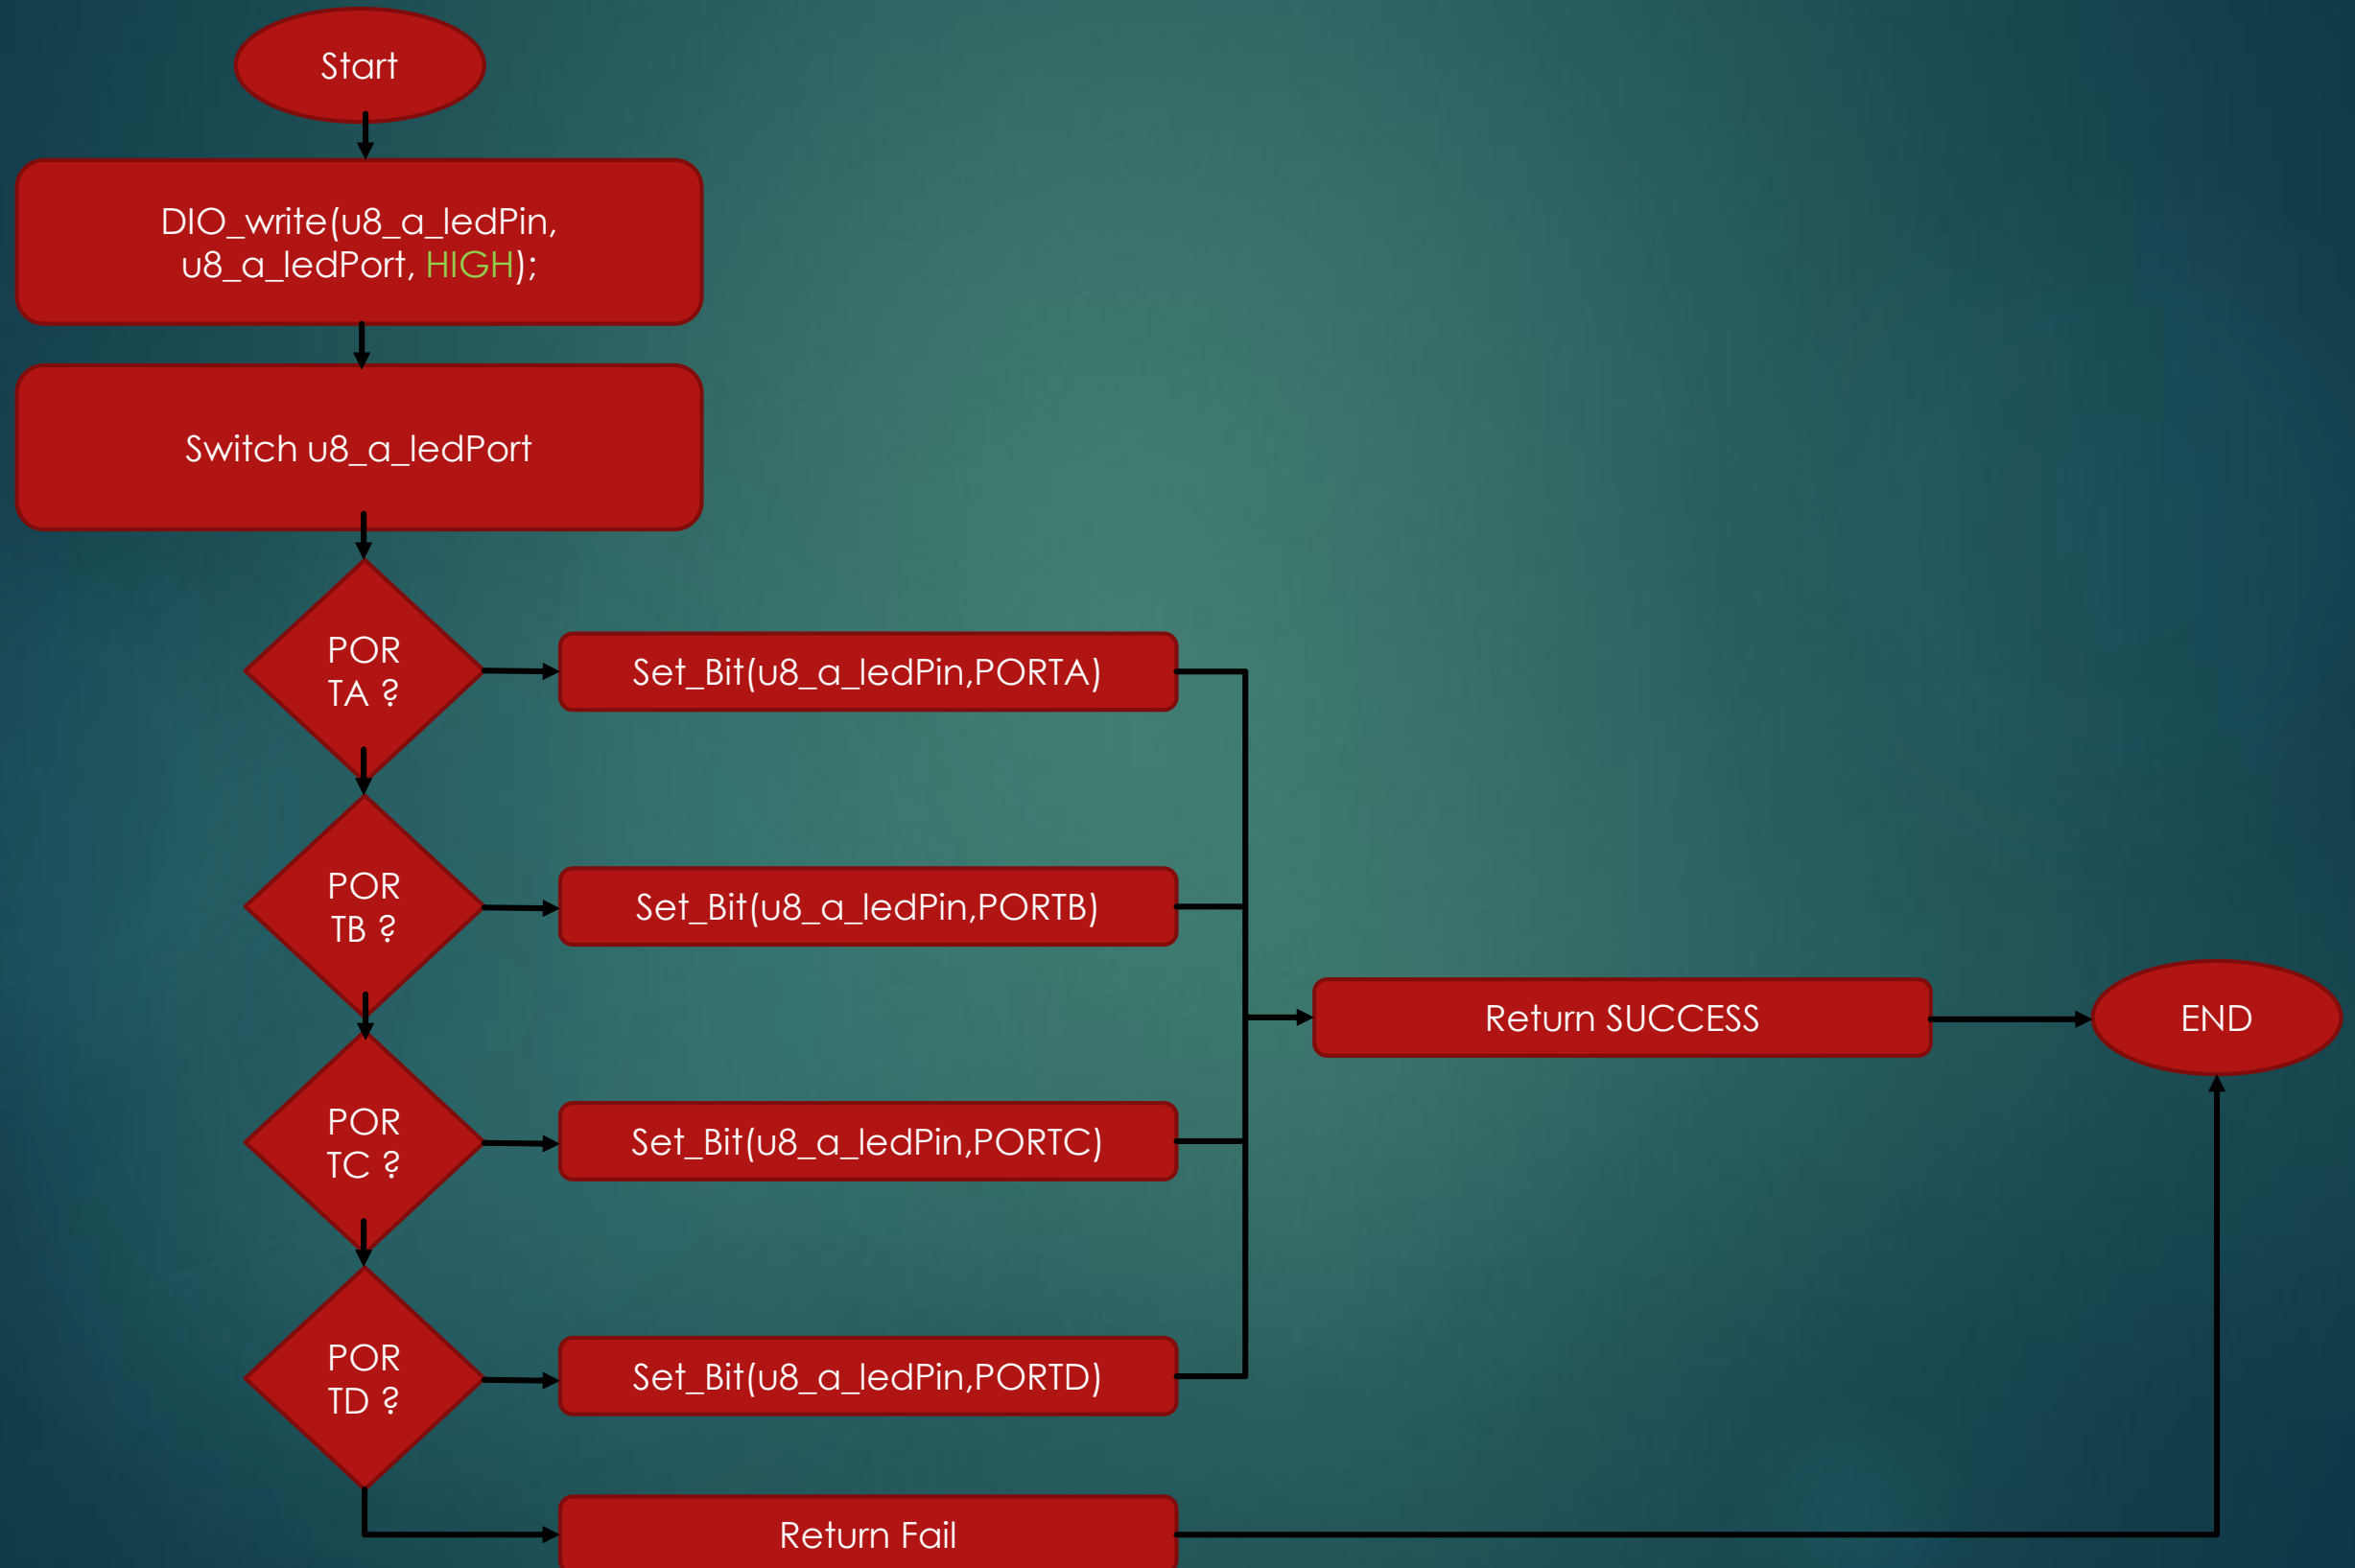 Start
DIO_write(u8_a_ledPin,
u8_a_ledPort, HIGH);
Switch u8_a_ledPort
POR
TA ?
Set_Bit(u8_a_ledPin,PORTA)
POR
TB ?
Set_Bit(u8_a_ledPin,PORTB)
Return SUCCESS
END
POR
TC ?
Set_Bit(u8_a_ledPin,PORTC)
POR
TD ?
Set_Bit(u8_a_ledPin,PORTD)
Return Fail